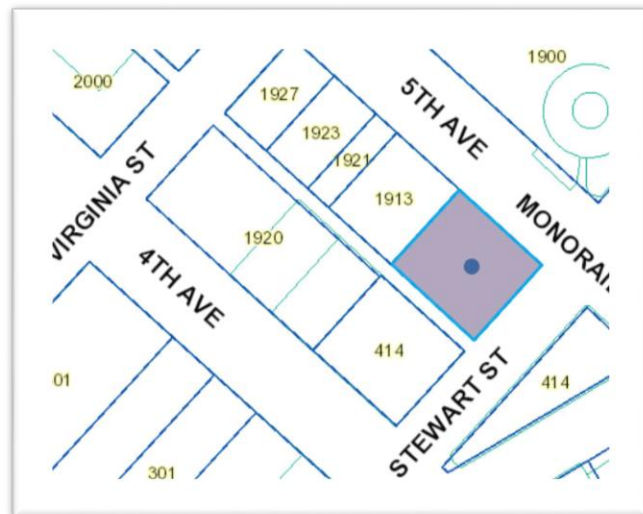 1900
2000
1927
5TH AVE
1923
1921
1913
VIRGINIA ST
MONORAI
1920
4TH AVE
414
STEWART ST
414
01
301